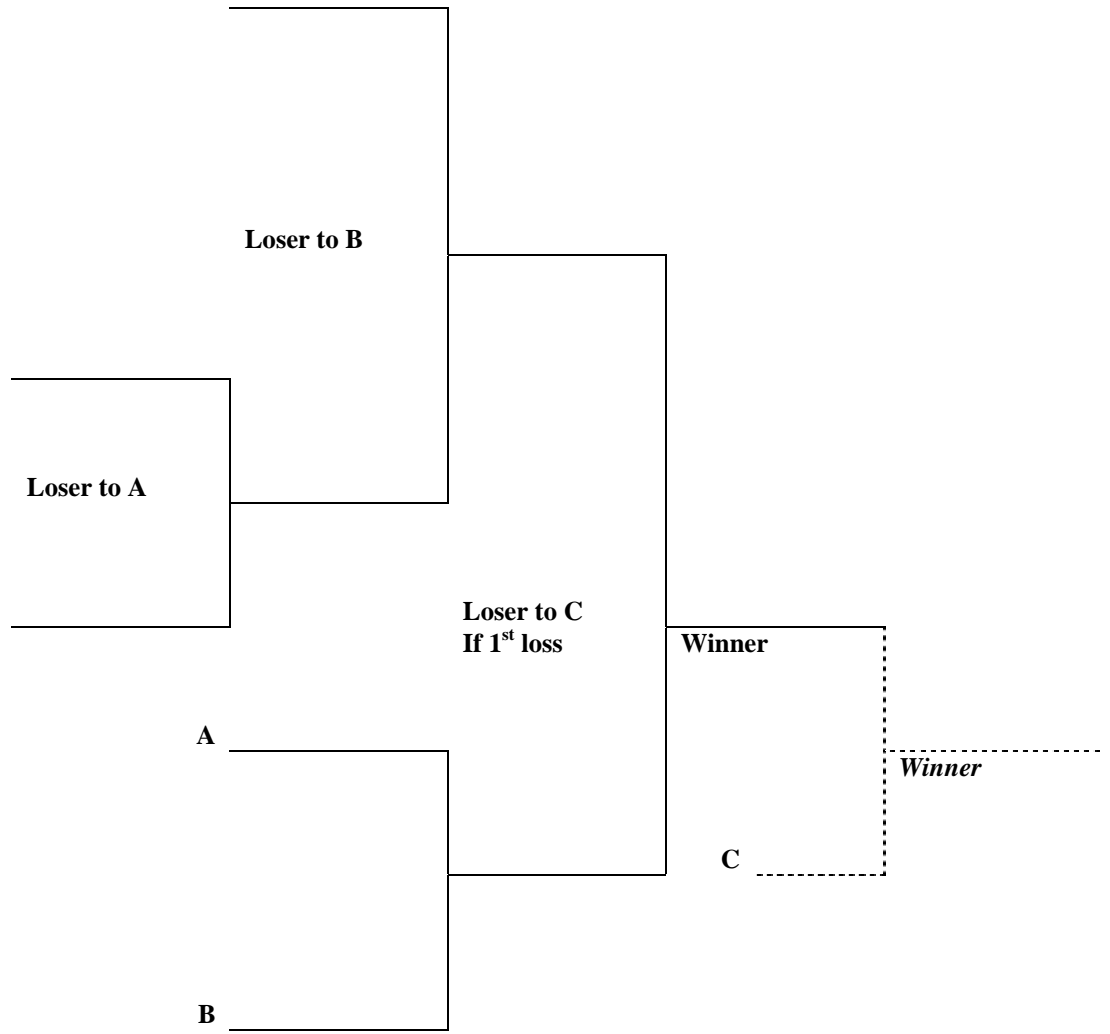 Loser to B
Loser to A
Loser to C
If 1st loss
Winner
A
Winner
C
B